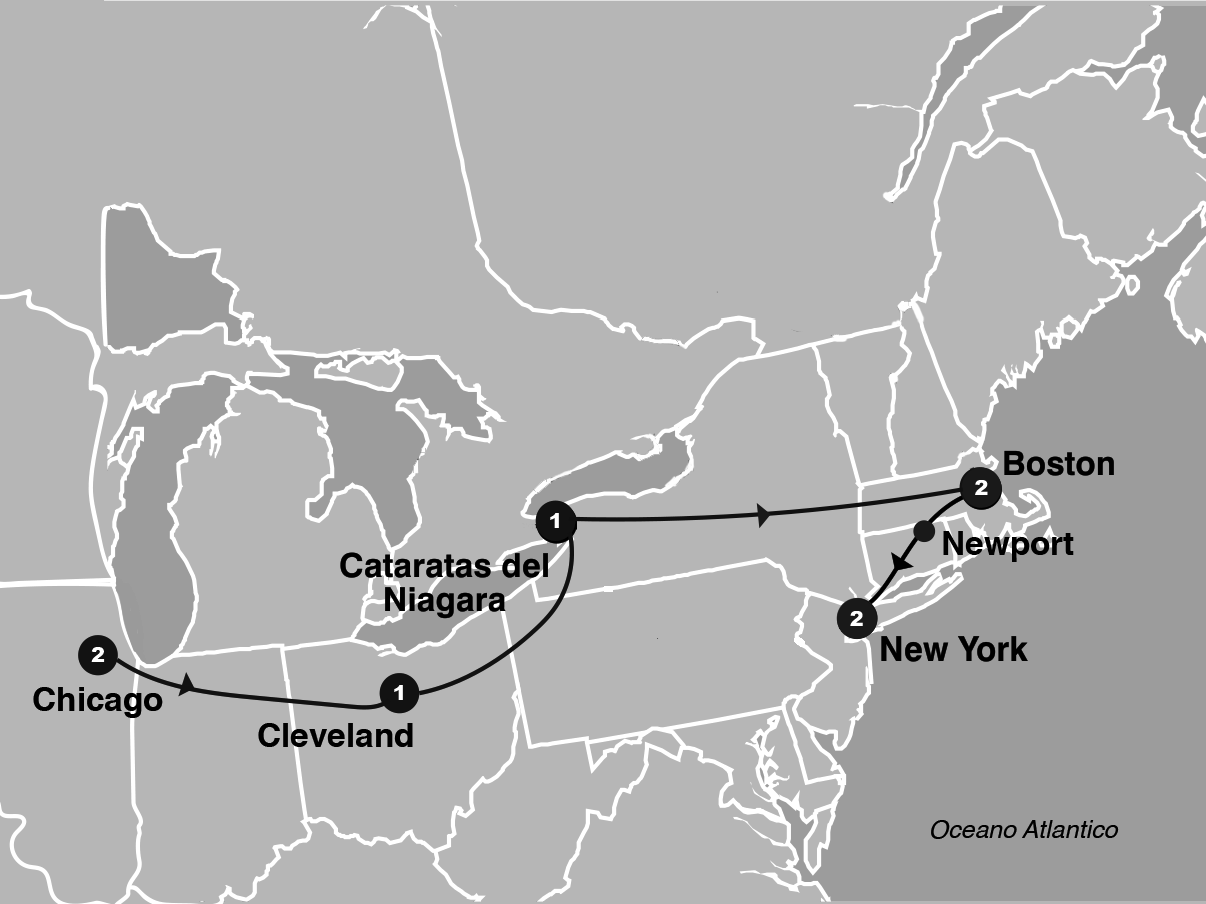 Boston
2
1
Newport
Cataratas del
Niagara
2
New York
2
Chicago
1
Cleveland
Oceano Atlantico